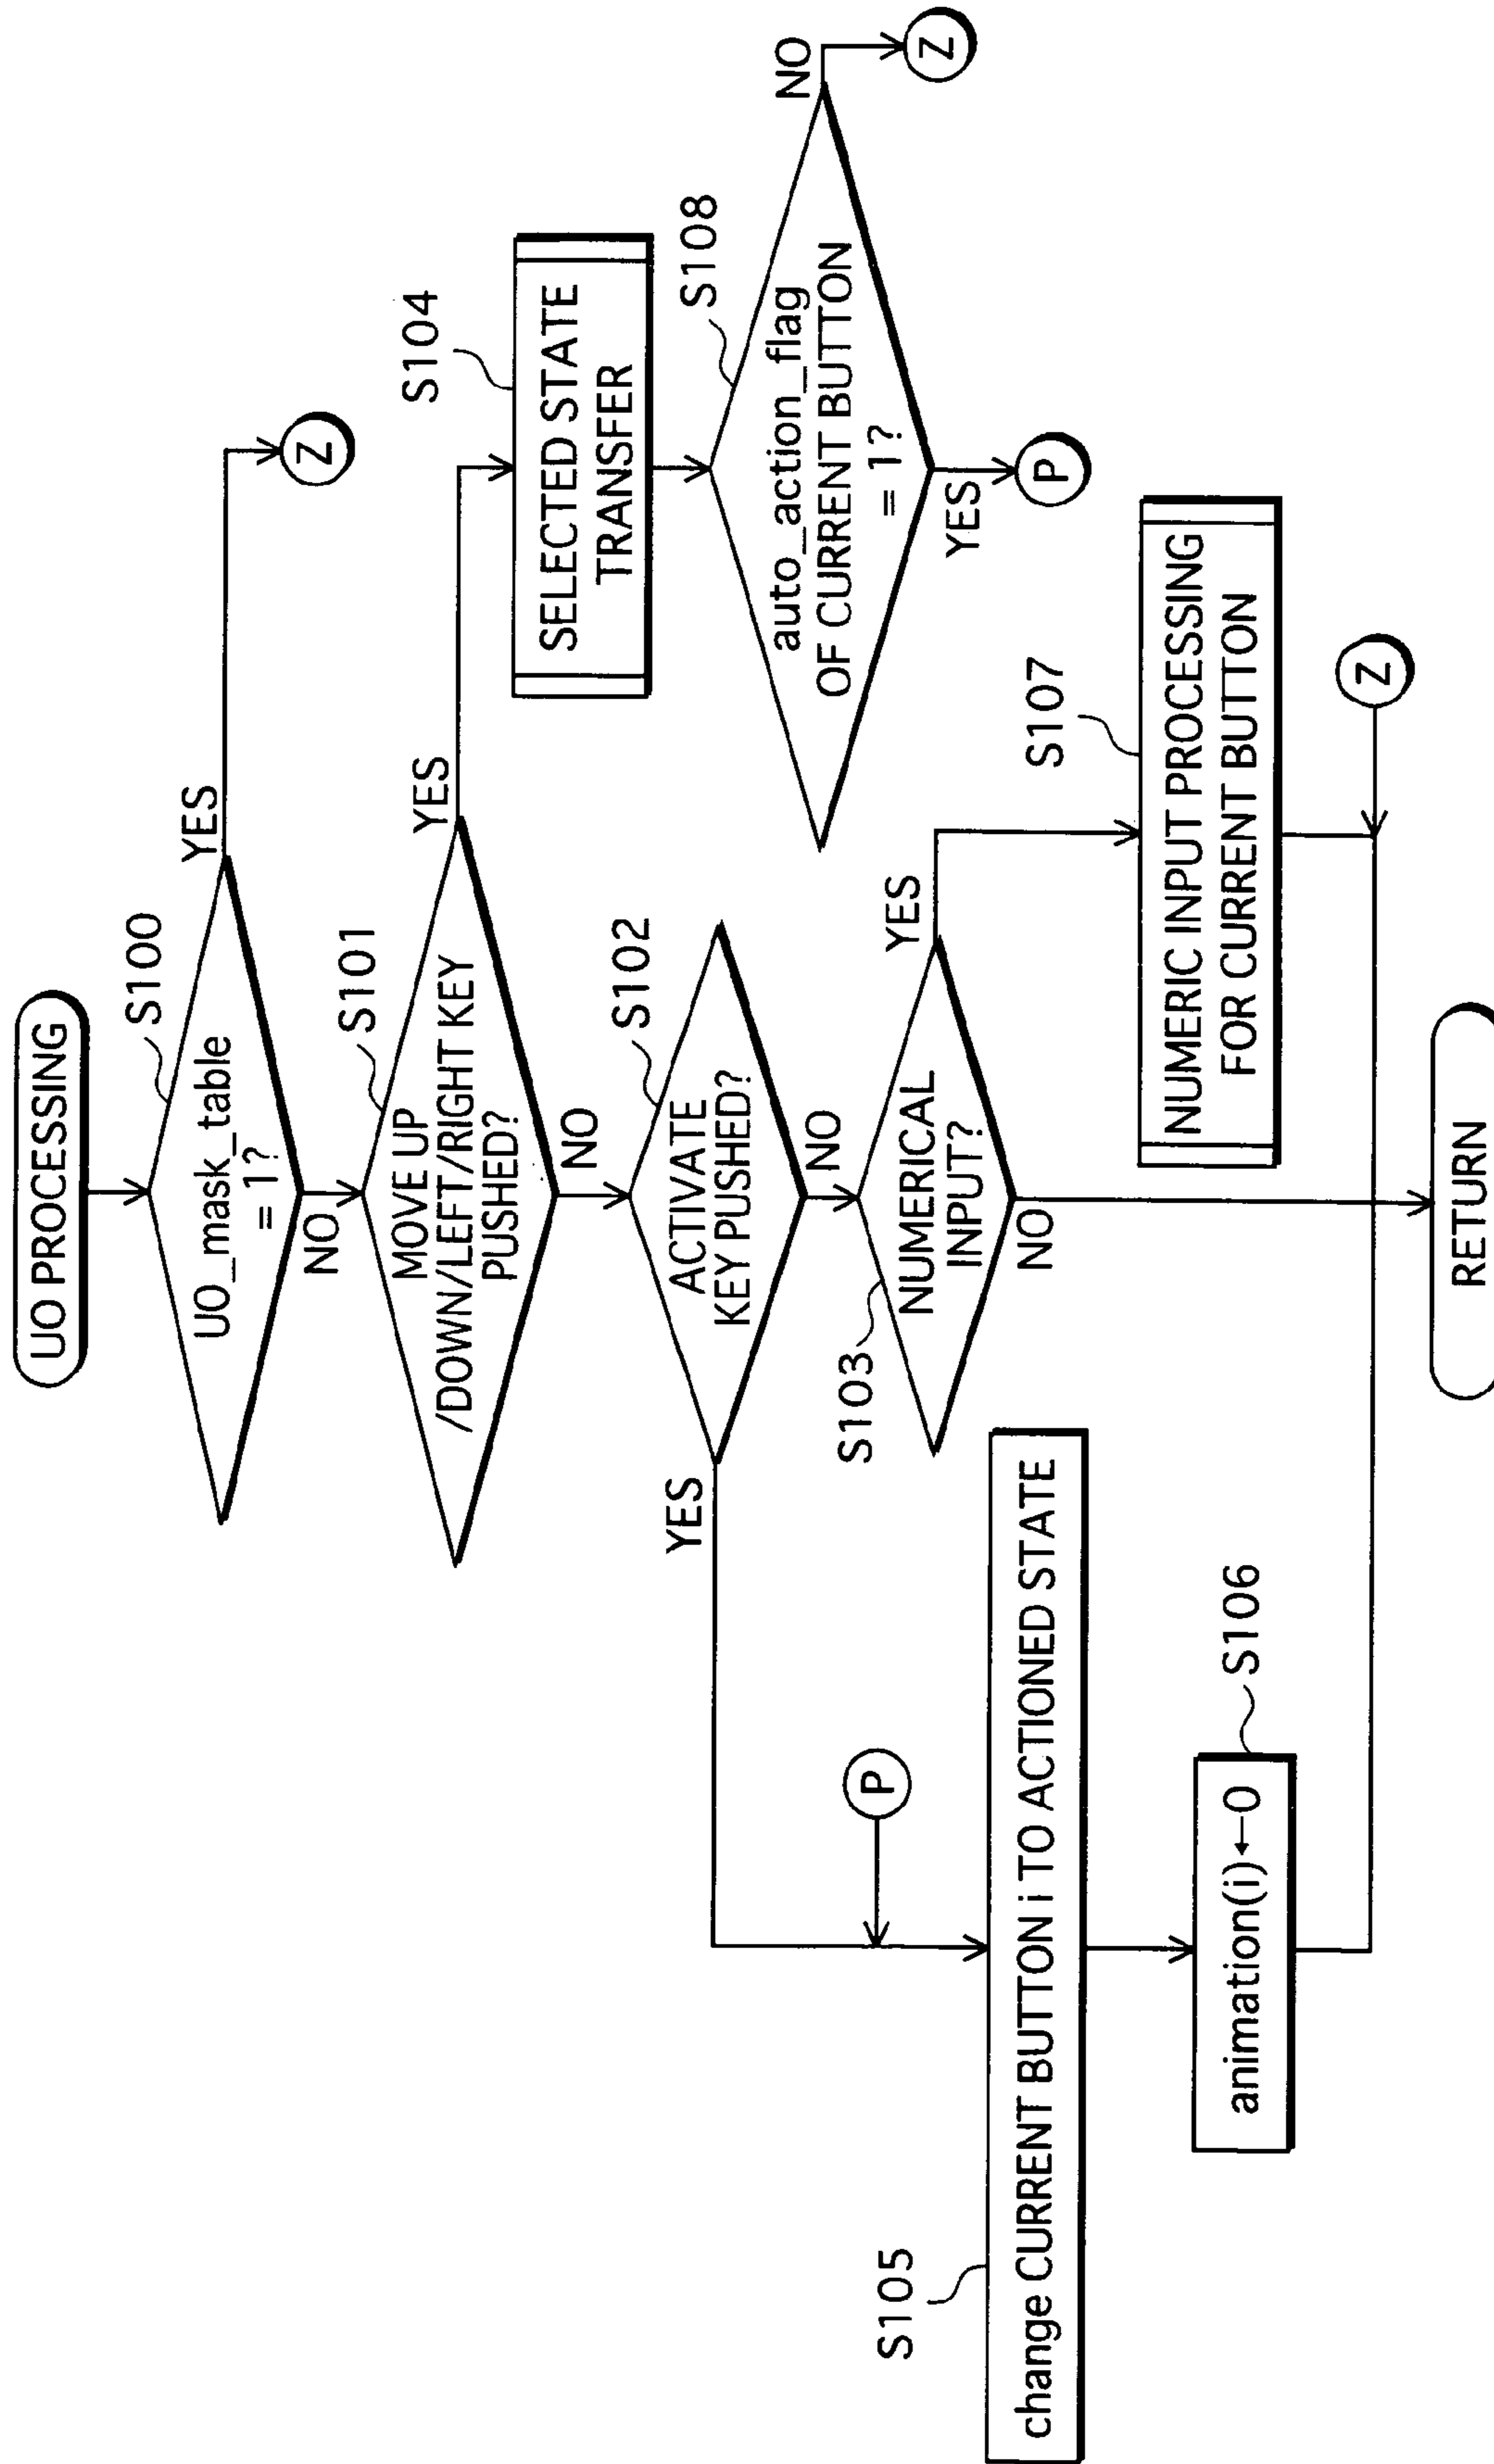 UO PROCESSING
S100
UO_mask_table
= 1?
YES
Z
NO
S101
MOVE UP
/DOWN/LEFT/RIGHT KEY
PUSHED?
YES
NO
S104
SELECTED STATE
TRANSFER
S108
auto_action_flag
OF CURRENT BUTTON
= 1?
NO
Z
YES
P
S102
ACTIVATE
KEY PUSHED?
YES
NO
S103
NUMERICAL
INPUT?
YES
NO
P
S105
change CURRENT BUTTON i TO ACTIONED STATE
S106
animation(i)←0
S107
NUMERIC INPUT PROCESSING
FOR CURRENT BUTTON
Z
RETURN